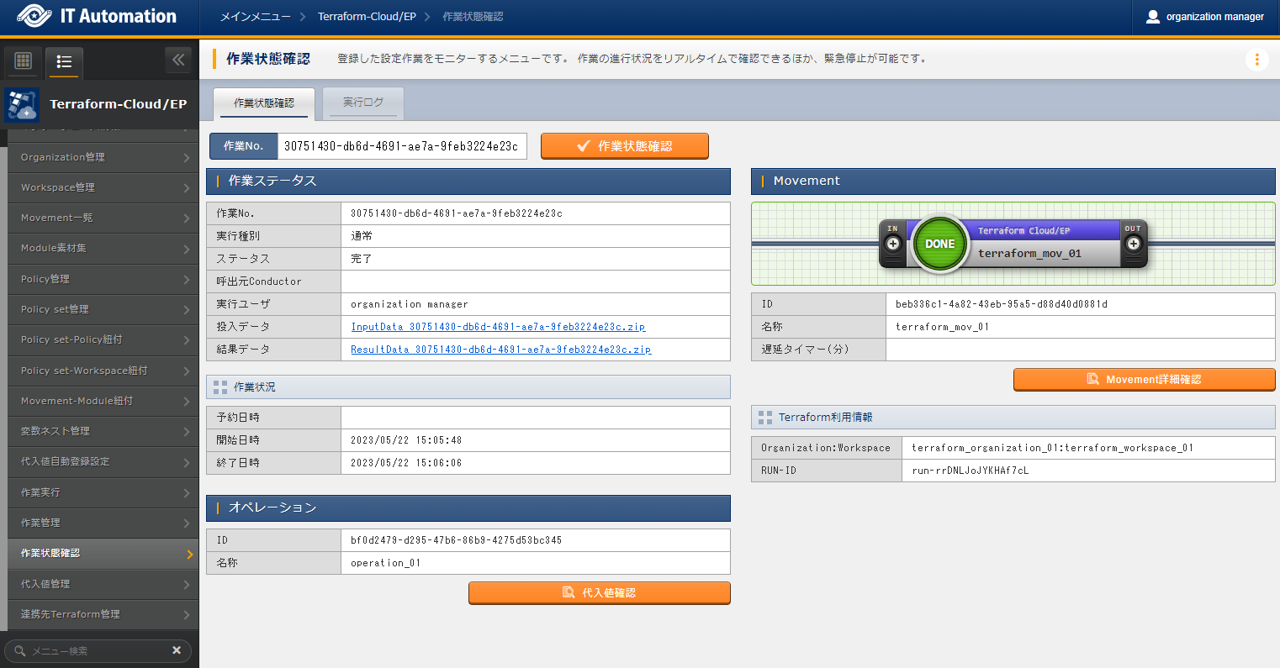 IT Automation
メインメニュー > Terraform-Cloud/EP > 作業状態確認
organization manager
Terraform-Cloud/EP
Organization管理
Workspace管理
Movement一覧
Module素材集
Policy管理
Policy set管理
Policy set-Policy紐付
Policy set-Workspace紐付
Movement-Module紐付
変数ネスト管理
代入値自動登録設定
作業実行
作業管理
作業状態確認
代入値管理
連携先Terraform管理
メニュー検索
作業状態確認 登録した設定作業をモニターするメニューです。 作業の進行状況をリアルタイムで確認できるほか、緊急停止が可能です。
作業状態確認 実行ログ
作業No. 30751430-db6d-4691-ae7a-9feb3224e23c 作業状態確認
作業ステータス
作業No. 30751430-db6d-4691-ae7a-9feb3224e23c
実行種別 通常
ステータス 完了
呼出元Conductor
実行ユーザ organization manager
投入データ InputData_30751430-db6d-4691-ae7a-9feb3224e23c.zip
結果データ ResultData_30751430-db6d-4691-ae7a-9feb3224e23c.zip
作業状況
予約日時
開始日時 2023/05/22 15:05:48
終了日時 2023/05/22 15:06:06
オペレーション
ID bf0d2479-d295-47b6-86b9-4275d53bc345
名称 operation_01
代入値確認
Movement
IN DONE Terraform Cloud/EP OUT
terraform_mov_01
ID beb336c1-4a82-43eb-95a5-d88d40d0881d
名称 terraform_mov_01
遅延タイマー(分)
Movement詳細確認
Terraform利用情報
Organization:Workspace terraform_organization_01:terraform_workspace_01
RUN-ID run-rrDNLJoJYKHAf7cL